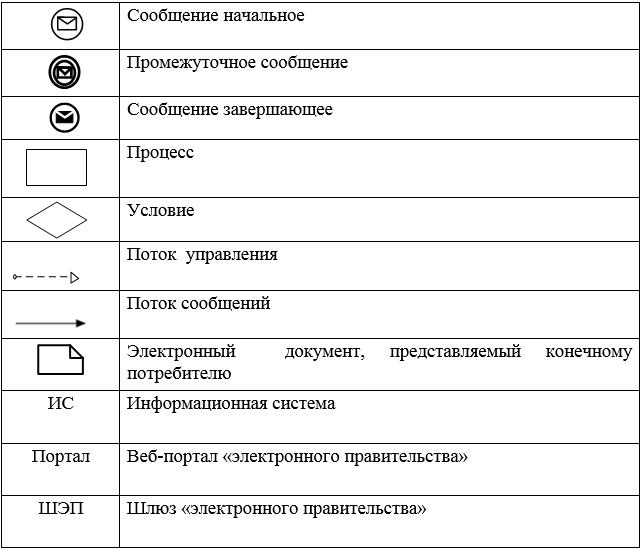 Сообщение начальное
Промежуточное сообщение
Сообщение завершающее
Процесс
Условие
Поток управления
Поток сообщений
Электронный документ, представляемый конечному
потребителю
ИС Информационная система
Портал Веб-портал «электронного правительства»
ШЭП Шлюз «электронного правительства»